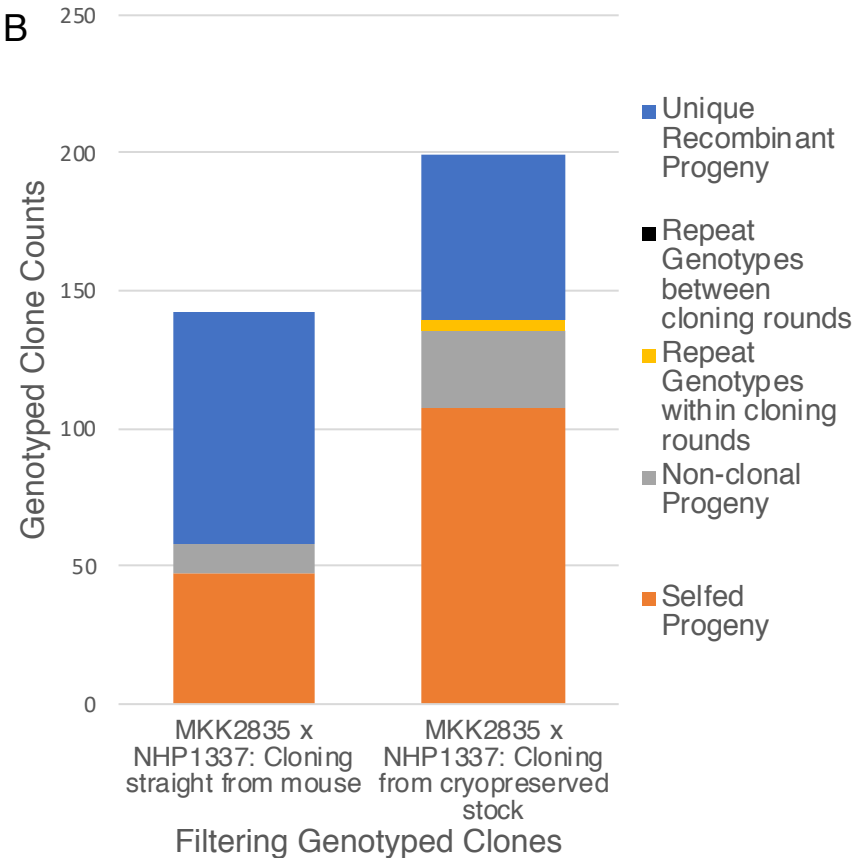 B
250
200
150
100
50
0
Genotyped Clone Counts
Unique
Recombinant
Progeny
Repeat
Genotypes
between
cloning rounds
Repeat
Genotypes
within cloning
rounds
Non-clonal
Progeny
Selfed
Progeny
MKK2835 x
NHP1337: Cloning
straight from mouse
MKK2835 x
NHP1337: Cloning
from cryopreserved
stock
Filtering Genotyped Clones